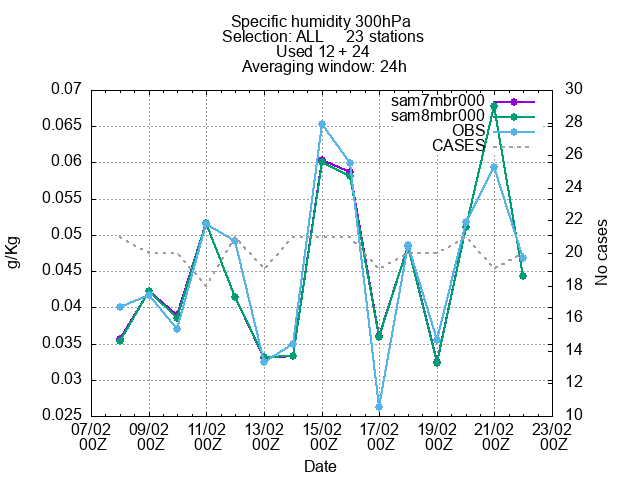 Specific humidity 300hPa
Selection: ALL 23 stations
Used 12 + 24
Averaging window: 24h
sam7mbr000
sam8mbr000
OBS
CASES
g/Kg
0.07
0.065
0.06
0.055
0.05
0.045
0.04
0.035
0.03
0.025
30
28
26
24
22
20
18
16
14
12
10
No cases
07/02 09/02 11/02 13/02 15/02 17/02 19/02 21/02 23/02
00Z 00Z 00Z 00Z 00Z 00Z 00Z 00Z 00Z
Date